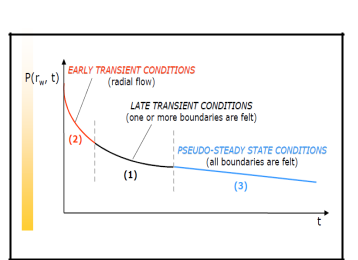 P(rw, t)
EARLY TRANSIENT CONDITIONS
(radial flow)
LATE TRANSIENT CONDITIONS
(one or more boundaries are felt)
PSEUDO-STEADY STATE CONDITIONS
(all boundaries are felt)
(2)
(1)
(3)
t